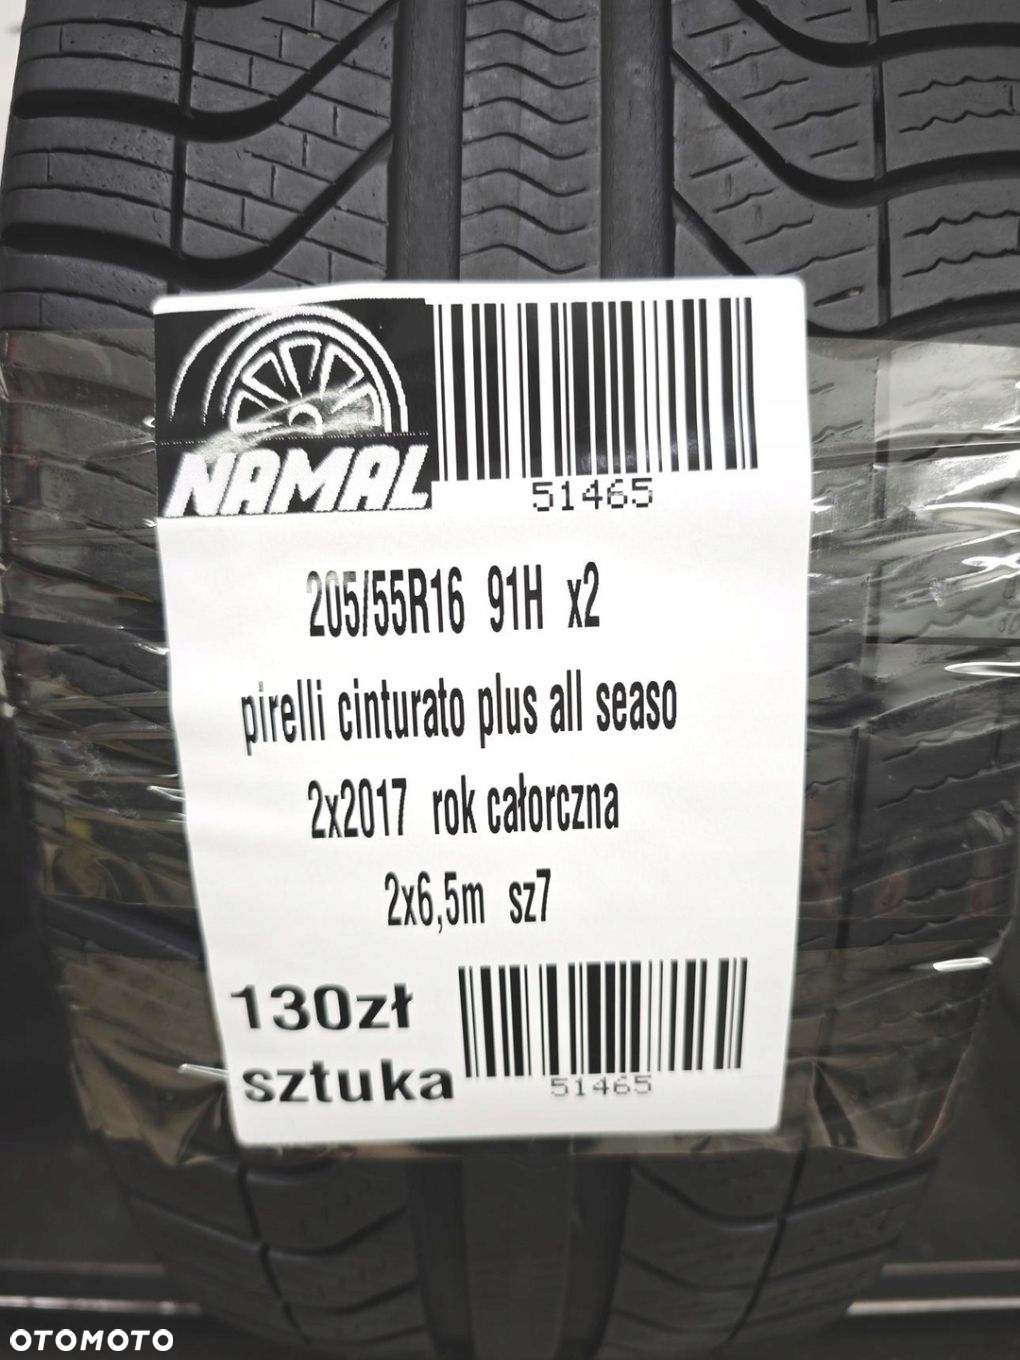 NAMAL
51465
205/55R16 91H x2
pirelli cinturato plus all seaso
2x2017 rok całorczna
2x6,5m sz7
130zł
sztuka
51465
OTOMOTO